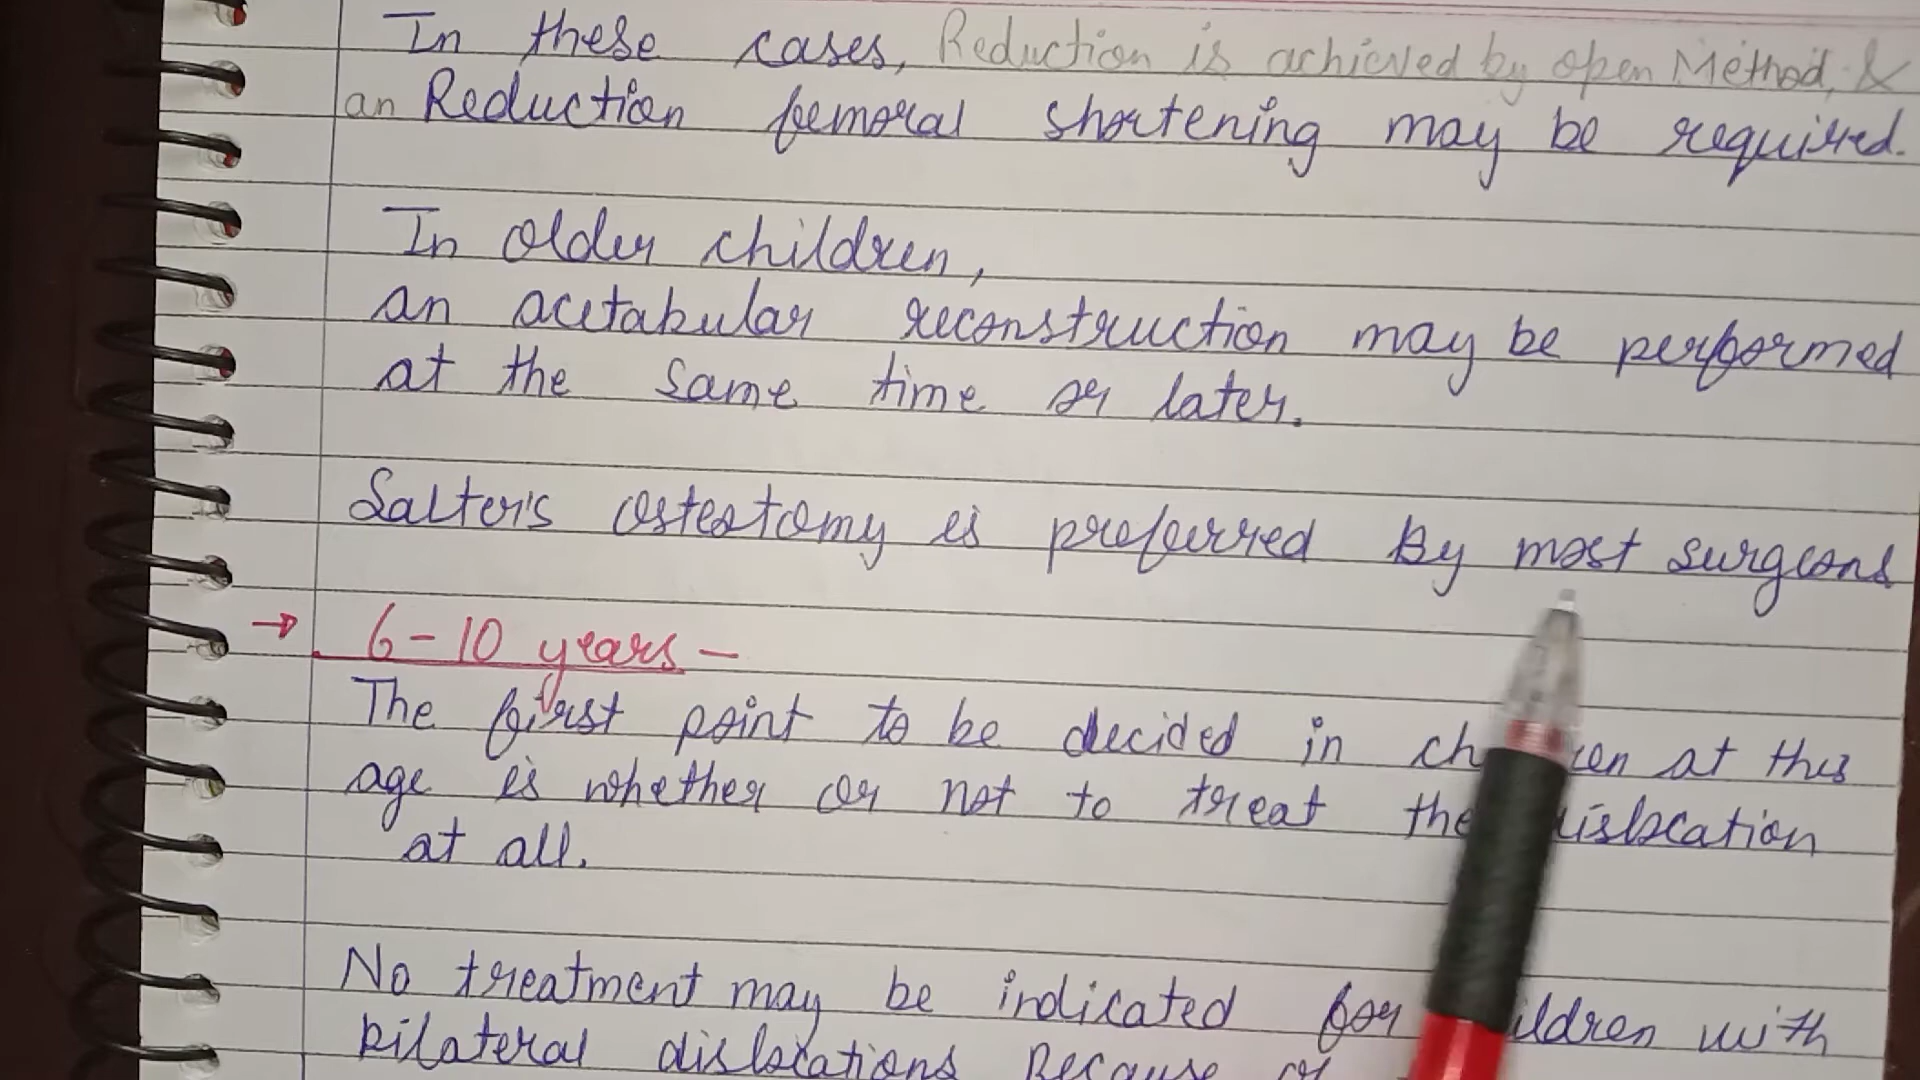 In these cases, Reduction is achieved by open Method, &
an Reduction femoral shortening may be required.
In older children,
an acetabular reconstruction may be performed
at the same time or later.
Salter's osteotomy is preferred By most surgeons
→ 6-10 years -
The first point to be decided in ch en at this
age is whether or not to treat the islocation
at all.
No treatment may be indicated for ildren with
bilateral dislocations Because of